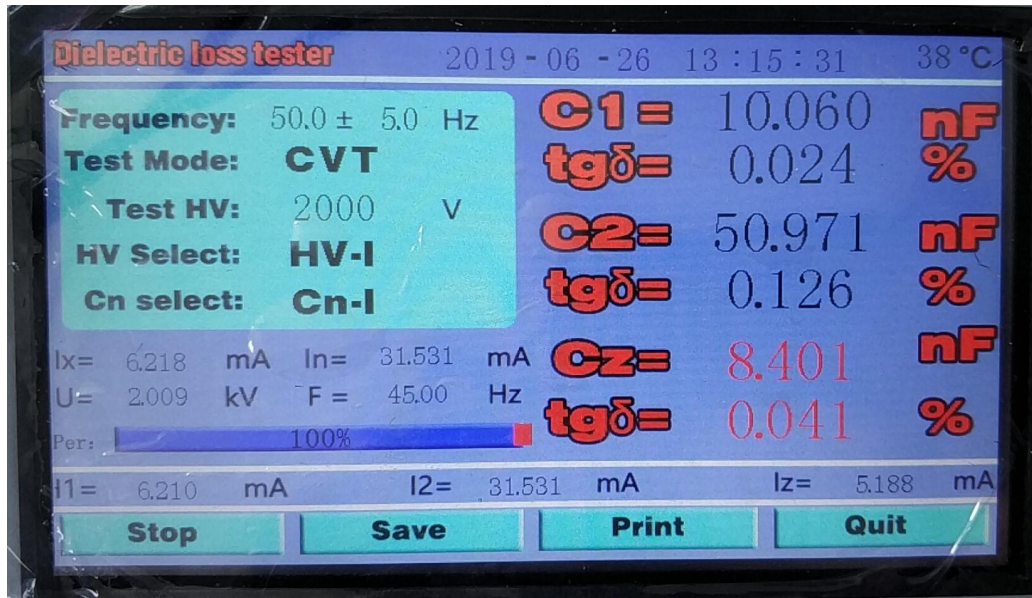 Dielectric loss tester 2019-06-26 13:15:31 38℃
Frequency: 50.0± 5.0 Hz
Test Mode: CVT
Test HV: 2000 V
HV Select: HV-I
Cn select: Cn-I
C1= 10.060 nF
tgδ= 0.024 %
C2= 50.971 nF
tgδ= 0.126 %
Cz= 8.401 nF
tgδ= 0.041 %
Ix= 6.218 mA In= 31.531 mA
U= 2.009 kV F= 45.00 Hz
Per: 100%
I1= 6.210 mA I2= 31.531 mA Iz= 5.188 mA
Stop Save Print Quit